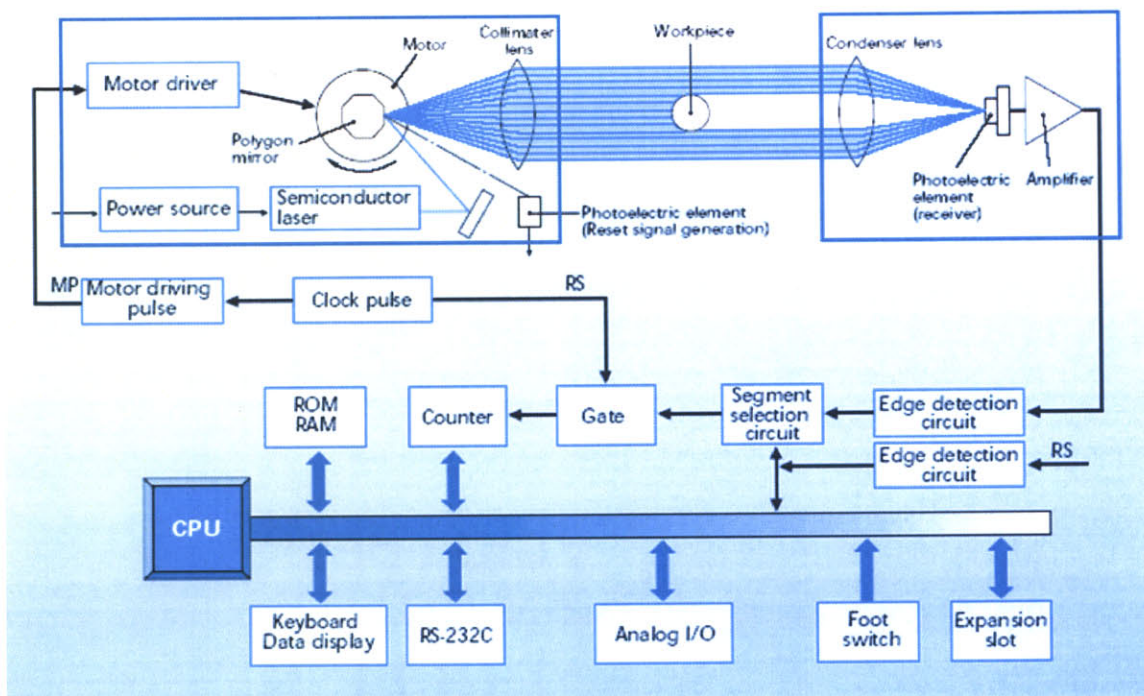 Motor
Collimater
lens
Workpiece
Condenser lens
Motor driver
Polygon
mirror
Power source
Semiconductor
laser
Photoelectric element
(Reset signal generation)
Photoelectric
element
(receiver)
Amplifier
MP
Motor driving
pulse
Clock pulse
RS
ROM
RAM
Counter
Gate
Segment
selection
circuit
Edge detection
circuit
Edge detection
circuit
RS
CPU
Keyboard
Data display
RS-232C
Analog I/O
Foot
switch
Expansion
slot